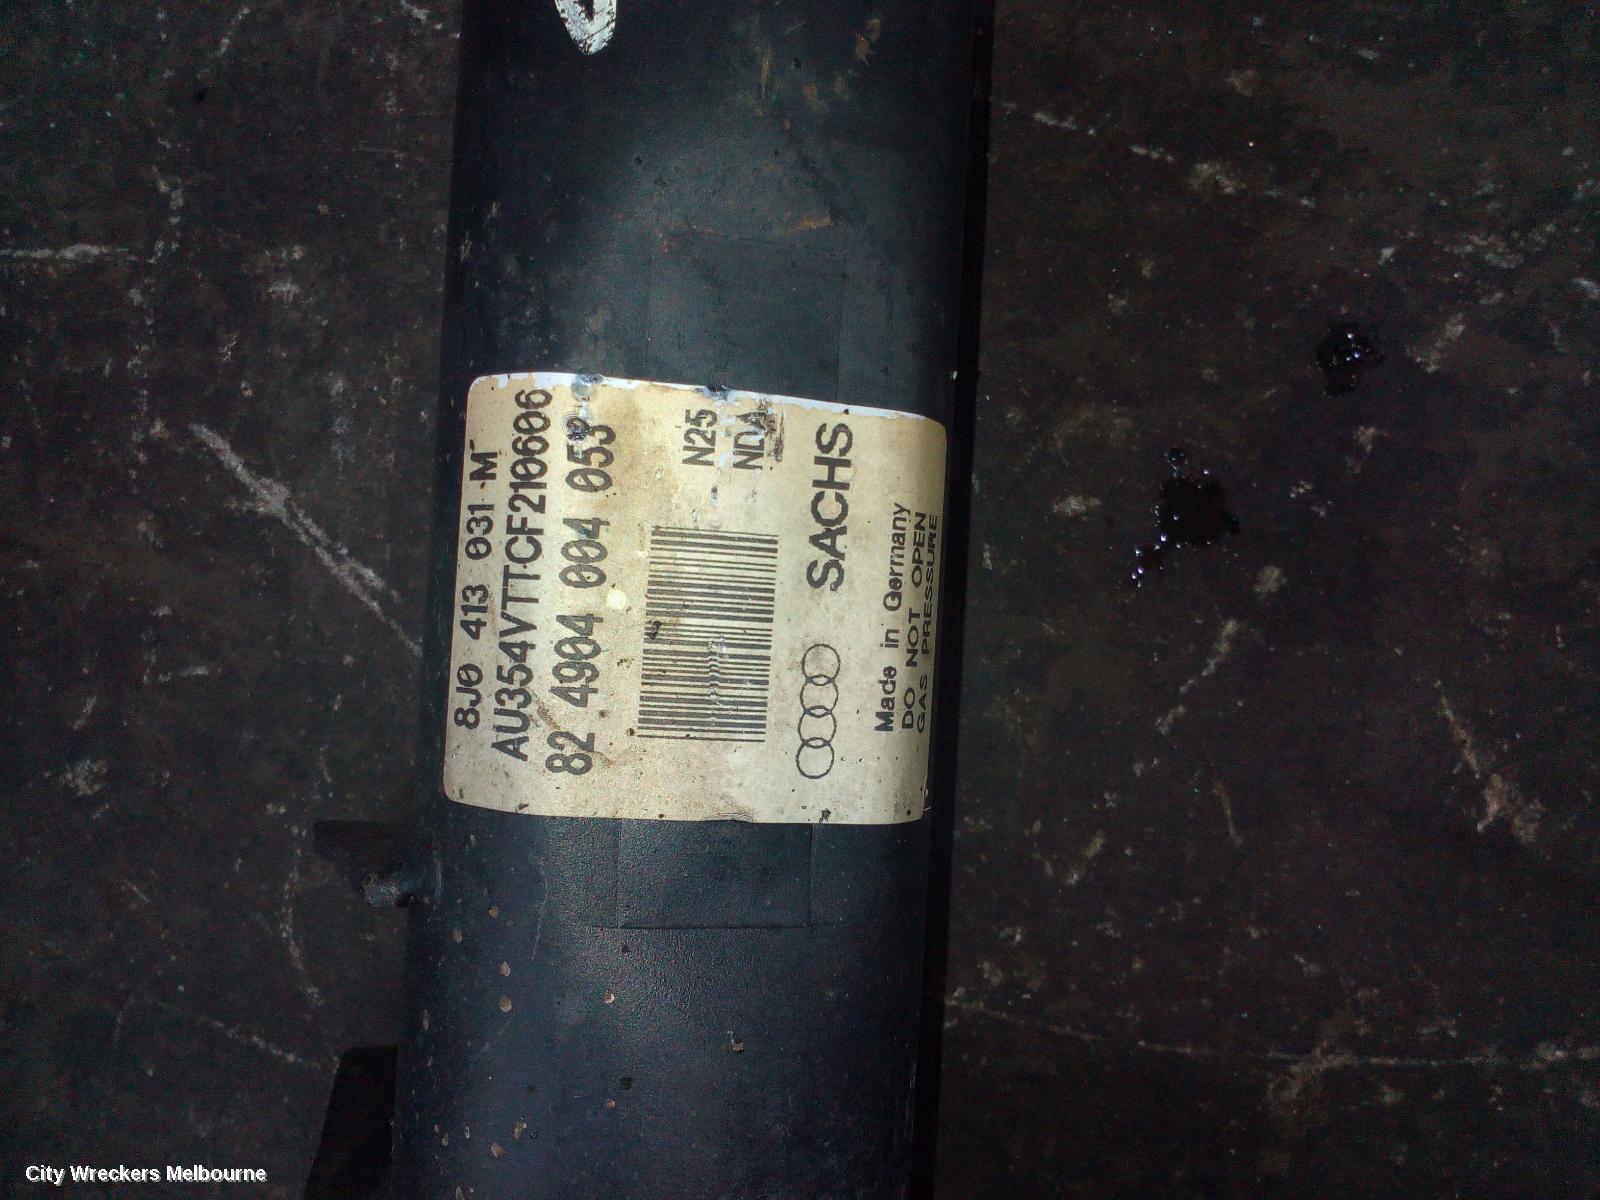 8J0 413 031 M
AU354VTTCF210606
82 4904 004 053
N25
NDA
SACHS
Made in Germany
DO NOT OPEN
GAS PRESSURE
City Wreckers Melbourne